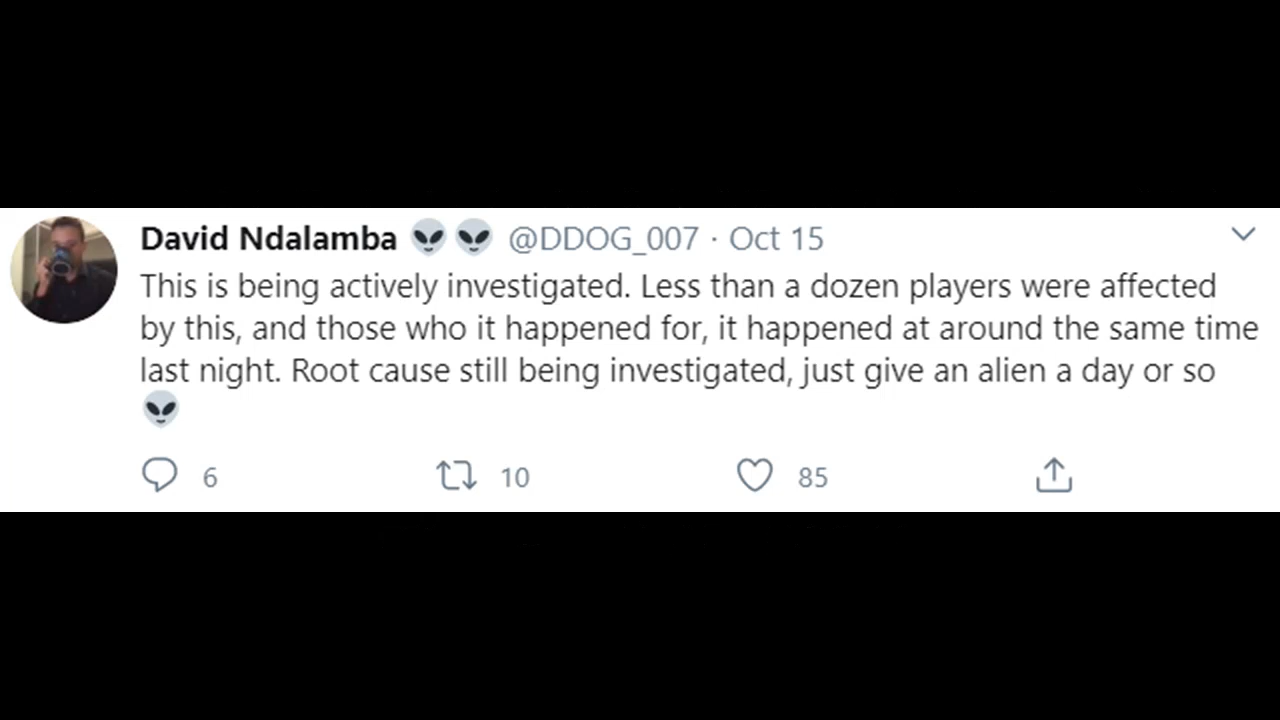 David Ndalamba 👽 👽 @DDOG_007 · Oct 15
This is being actively investigated. Less than a dozen players were affected
by this, and those who it happened for, it happened at around the same time
last night. Root cause still being investigated, just give an alien a day or so
👽
6 10 85